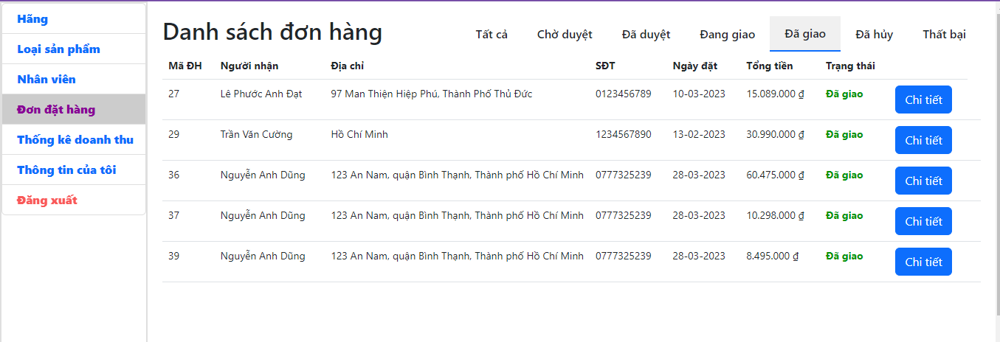 Hãng
Loại sản phẩm
Nhân viên
Đơn đặt hàng
Thống kê doanh thu
Thông tin của tôi
Đăng xuất
Danh sách đơn hàng
Tất cả Chờ duyệt Đã duyệt Đang giao Đã giao Đã hủy Thất bại
Mã ĐH Người nhận Địa chỉ SĐT Ngày đặt Tổng tiền Trạng thái
27 Lê Phước Anh Đạt 97 Man Thiện Hiệp Phú, Thành Phố Thủ Đức 0123456789 10-03-2023 15.089.000 ₫ Đã giao Chi tiết
29 Trần Văn Cường Hồ Chí Minh 1234567890 13-02-2023 30.990.000 ₫ Đã giao Chi tiết
36 Nguyễn Anh Dũng 123 An Nam, quận Bình Thạnh, Thành phố Hồ Chí Minh 0777325239 28-03-2023 60.475.000 ₫ Đã giao Chi tiết
37 Nguyễn Anh Dũng 123 An Nam, quận Bình Thạnh, Thành phố Hồ Chí Minh 0777325239 28-03-2023 10.298.000 ₫ Đã giao Chi tiết
39 Nguyễn Anh Dũng 123 An Nam, quận Bình Thạnh, Thành phố Hồ Chí Minh 0777325239 28-03-2023 8.495.000 ₫ Đã giao Chi tiết